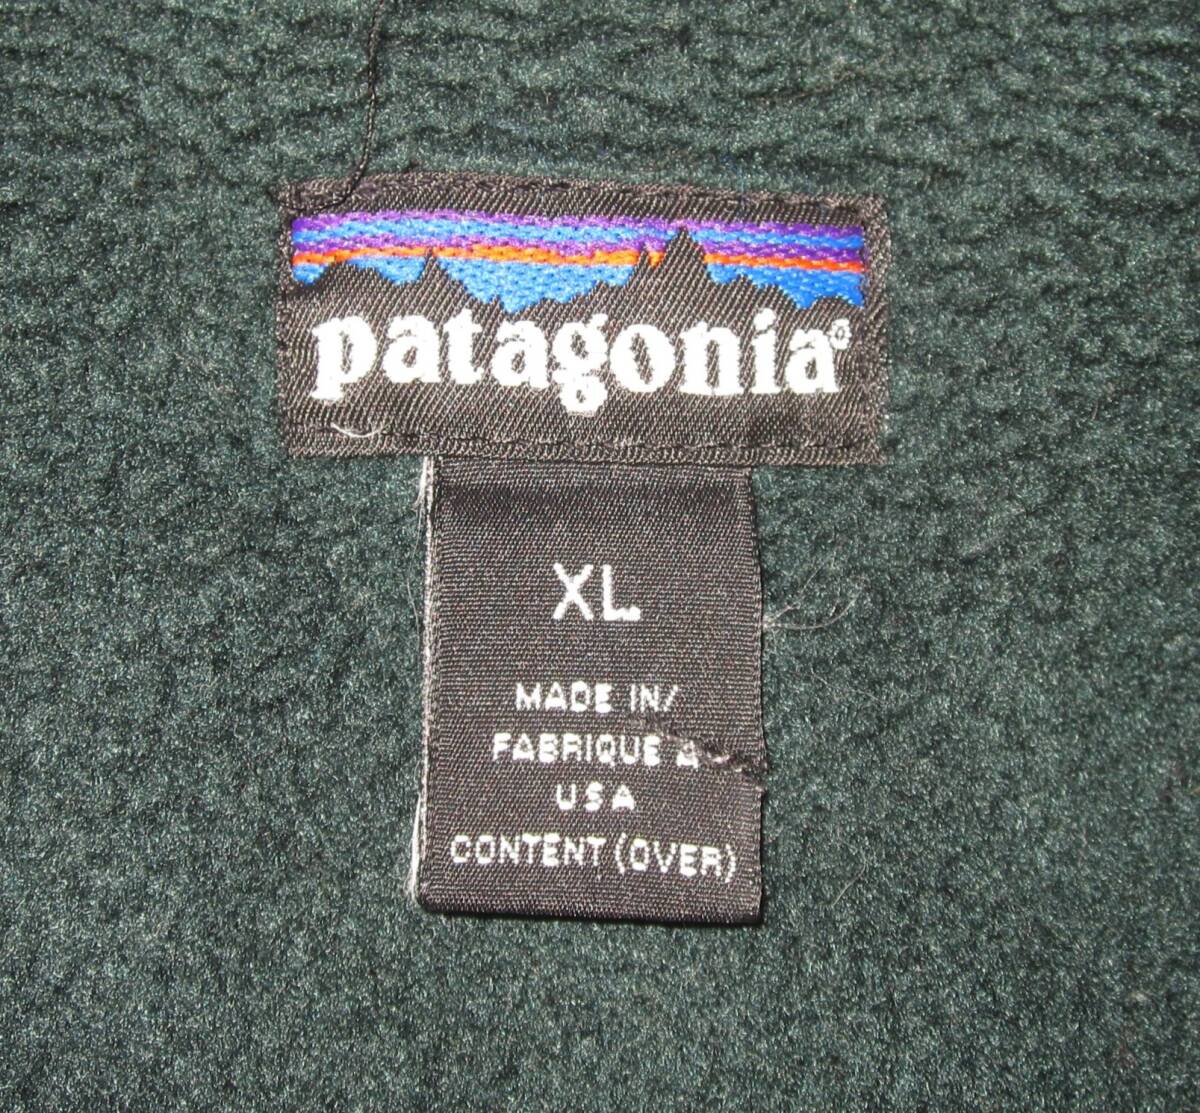 patagonia®
XL
MADE IN/
FABRIQUE A
USA
CONTENT (OVER)